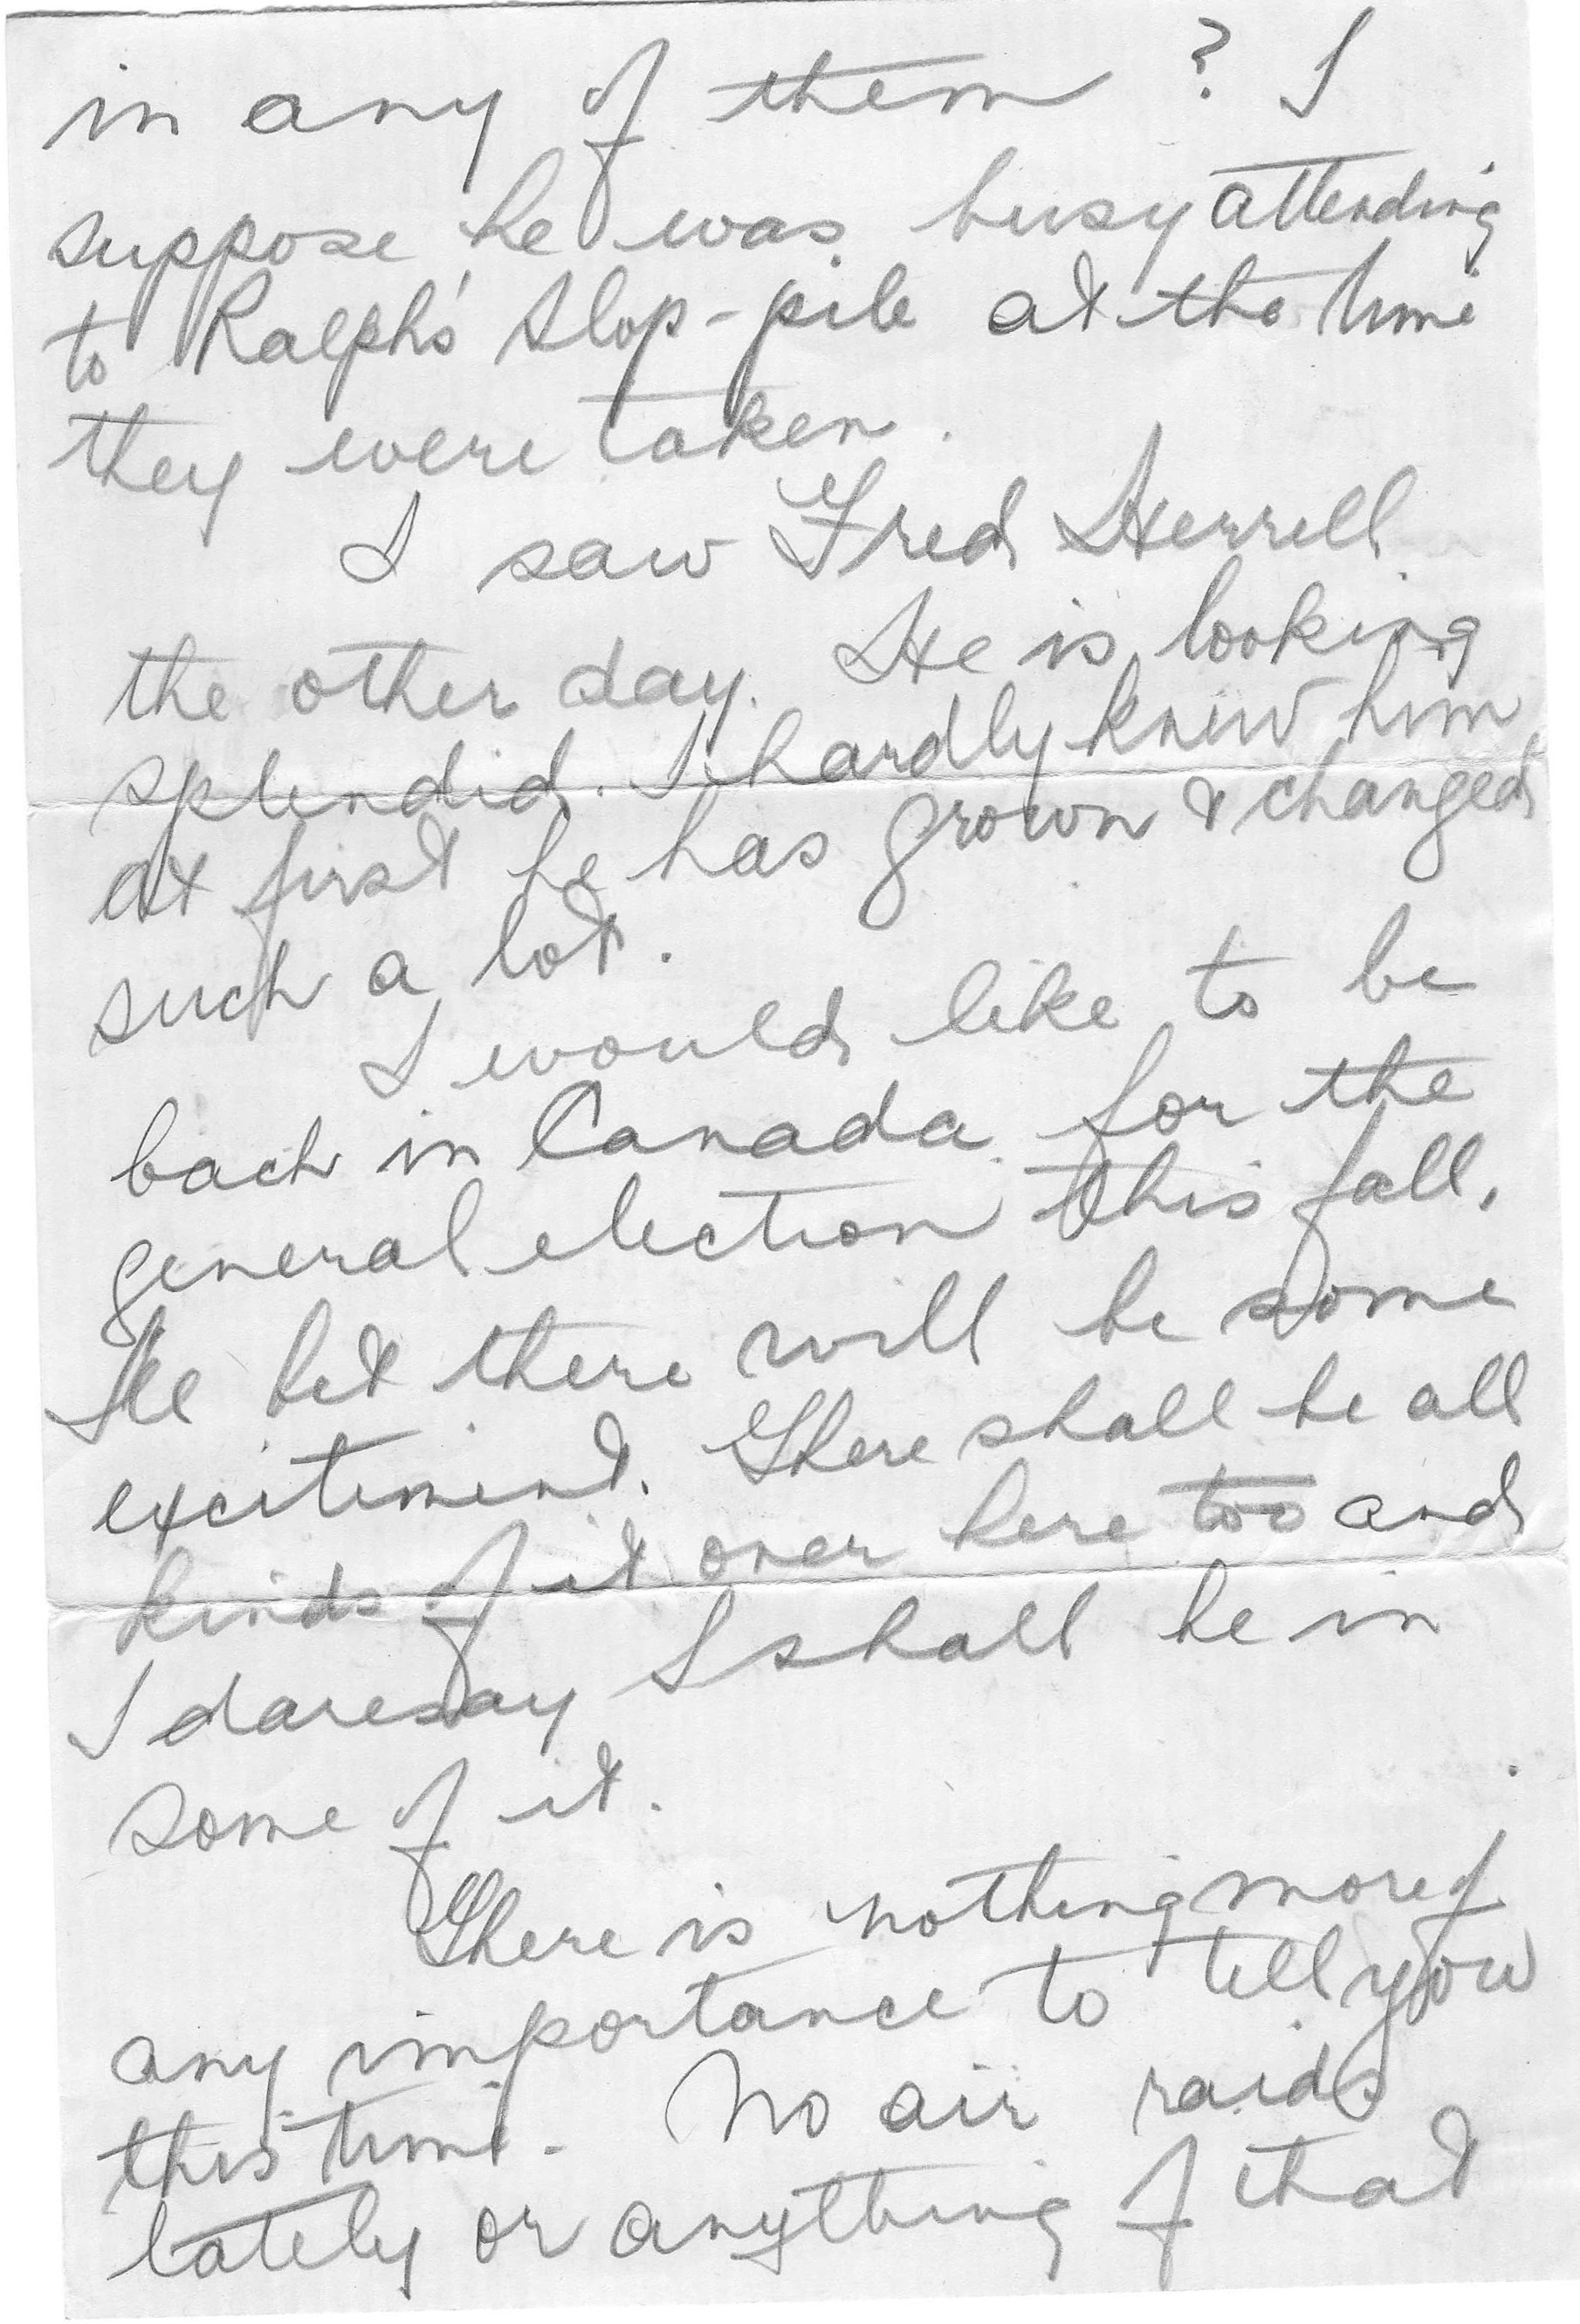 in any of them? I
suppose he was busy attending
to Ralph's slop-pile at the time
they were taken.
I saw Fred Herrell
the other day. He is looking
splendid. I hardly knew him
at first he has grown & changed
such a lot.
I would like to be
back in Canada for the
general election this fall.
I'll bet there will be some
excitement. There shall be all
kinds of it over here too and
I daresay I shall be in
some of it.
There is nothing more of
any importance to tell you
this time. No air raids
lately or anything of that